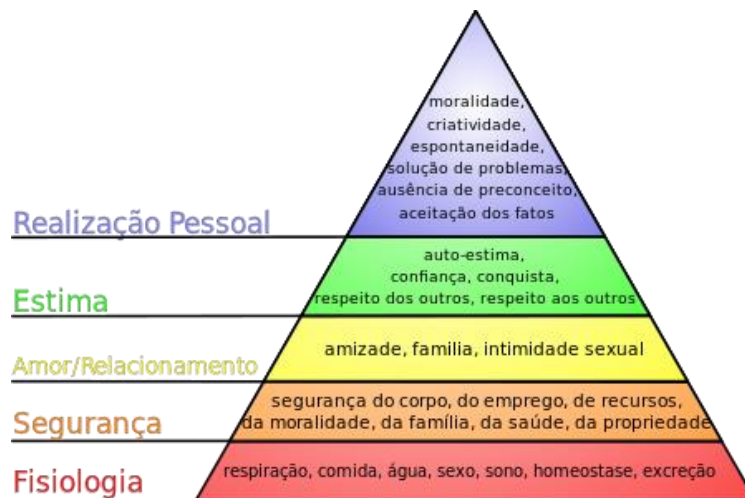 moralidade,
criatividade,
espontaneidade,
solução de problemas,
ausência de preconceito,
aceitação dos fatos
Realização Pessoal
auto-estima,
confiança, conquista,
respeito dos outros, respeito aos outros
Estima
amizade, familia, intimidade sexual
Amor/Relacionamento
segurança do corpo, do emprego, de recursos,
da moralidade, da família, da saúde, da propriedade
Segurança
respiração, comida, água, sexo, sono, homeostase, excreção
Fisiologia